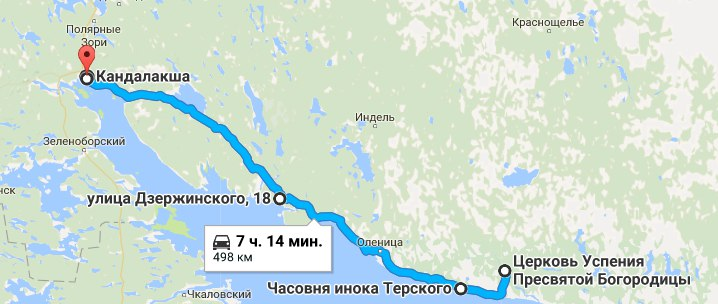 Краснощелье
Полярные
Зори
Кандалакша
Индель
Зеленоборский
улица Дзержинского, 18
7 ч. 14 мин.
498 км
Оленица
Церковь Успения
Пресвятой Богородицы
Часовня инока Терского
Чкаловский
нск